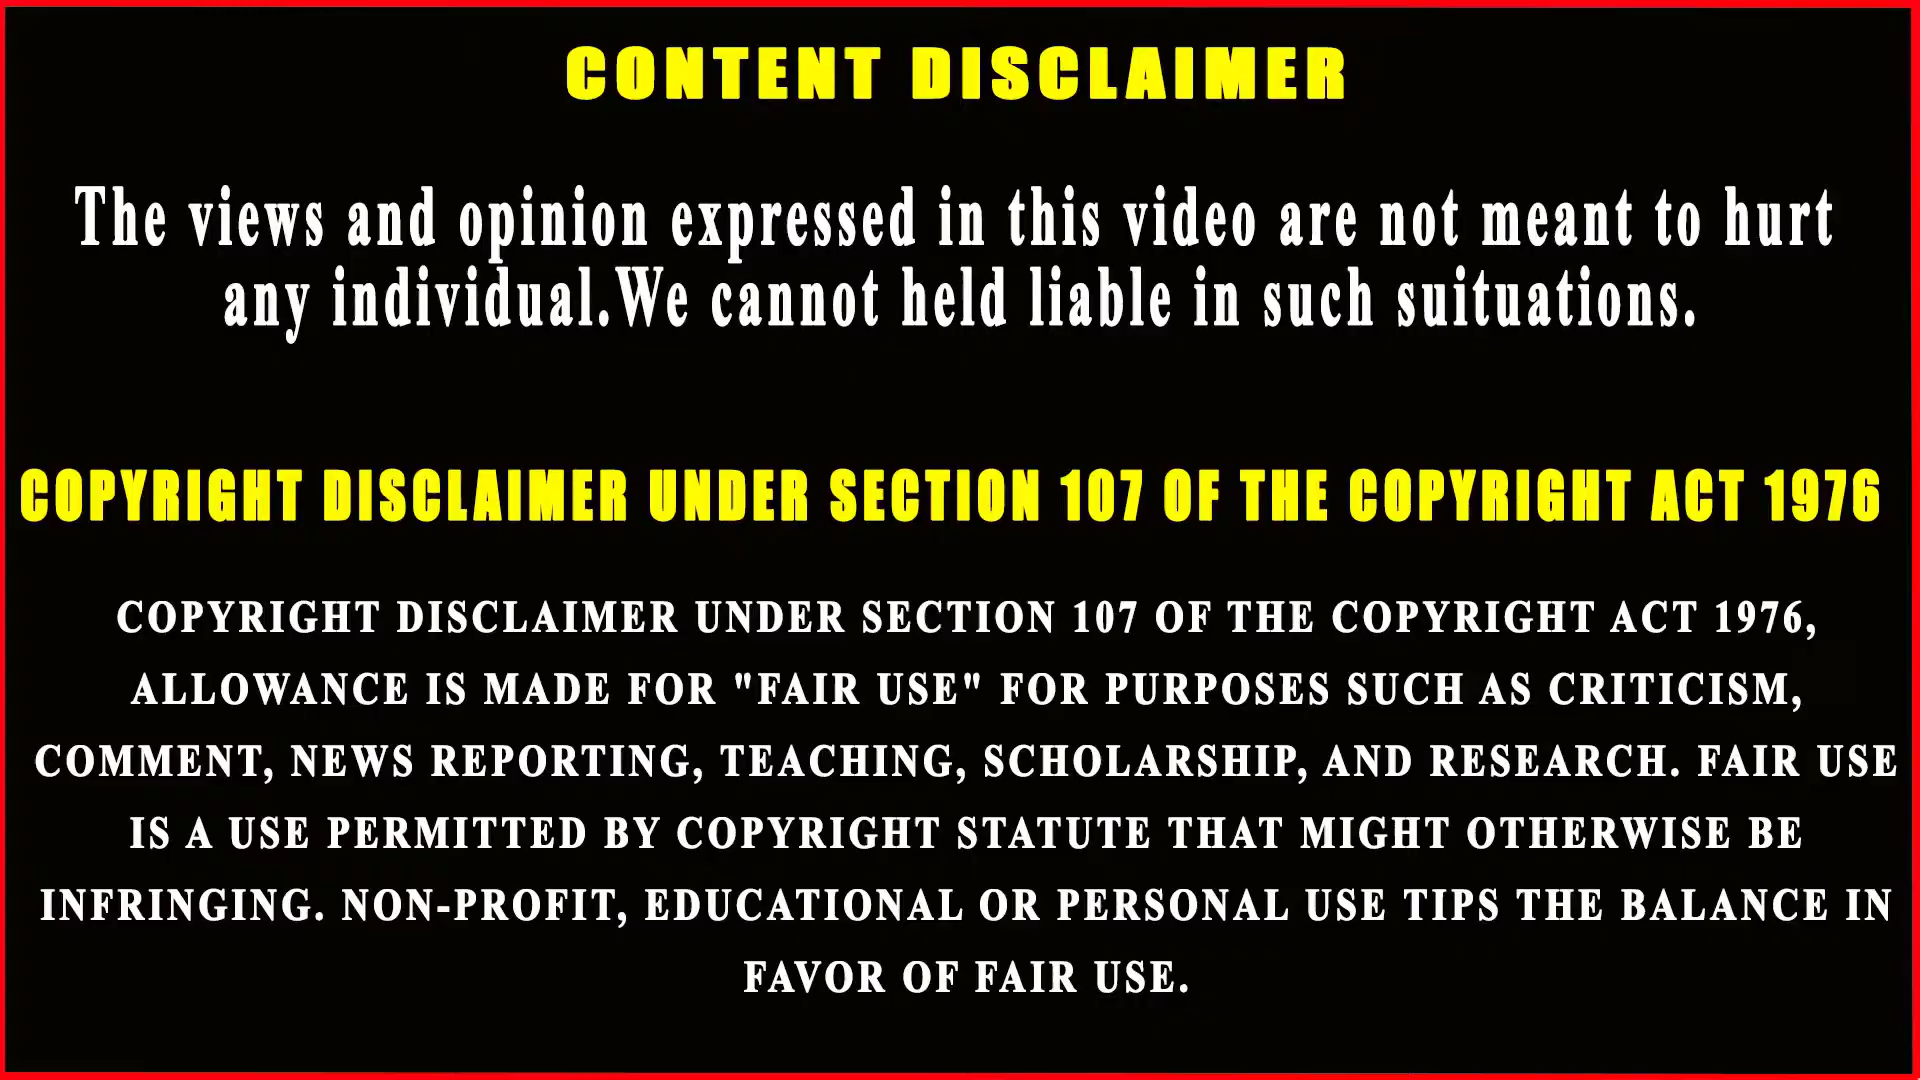 CONTENT DISCLAIMER
The views and opinion expressed in this video are not meant to hurt
any individual.We cannot held liable in such suituations.
COPYRIGHT DISCLAIMER UNDER SECTION 107 OF THE COPYRIGHT ACT 1976
COPYRIGHT DISCLAIMER UNDER SECTION 107 OF THE COPYRIGHT ACT 1976,
ALLOWANCE IS MADE FOR "FAIR USE" FOR PURPOSES SUCH AS CRITICISM,
COMMENT, NEWS REPORTING, TEACHING, SCHOLARSHIP, AND RESEARCH. FAIR USE
IS A USE PERMITTED BY COPYRIGHT STATUTE THAT MIGHT OTHERWISE BE
INFRINGING. NON-PROFIT, EDUCATIONAL OR PERSONAL USE TIPS THE BALANCE IN
FAVOR OF FAIR USE.